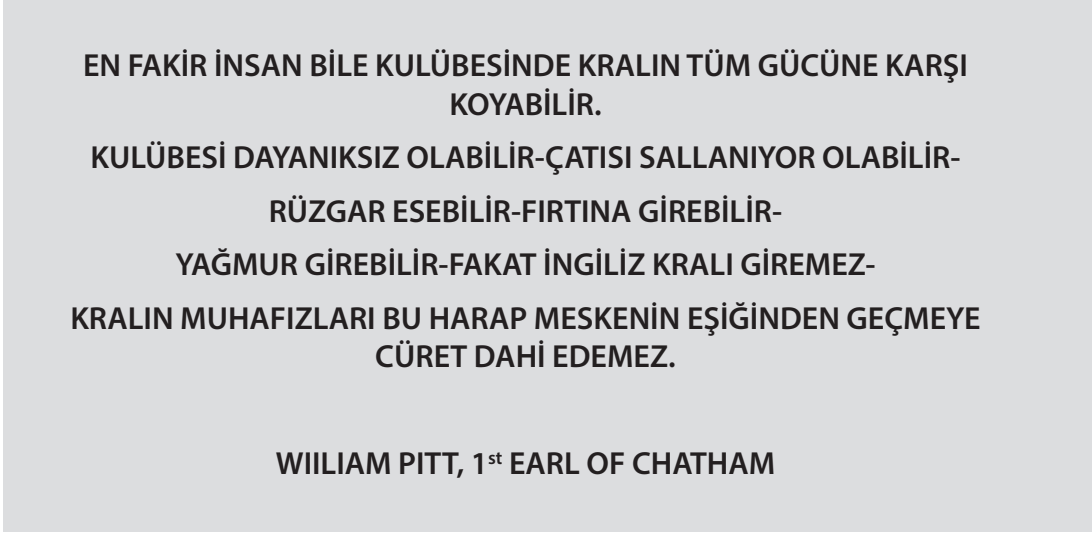 EN FAKİR İNSAN BİLE KULÜBESİNDE KRALIN TÜM GÜCÜNE KARŞI
KOYABİLİR.
KULÜBESİ DAYANIKSIZ OLABİLİR-ÇATISI SALLANIYOR OLABİLİR-
RÜZGAR ESEBİLİR-FIRTINA GİREBİLİR-
YAĞMUR GİREBİLİR-FAKAT İNGİLİZ KRALI GİREMEZ-
KRALIN MUHAFIZLARI BU HARAP MESKENİN EŞİĞİNDEN GEÇMEYE
CÜRET DAHİ EDEMEZ.
WIILIAM PITT, 1st EARL OF CHATHAM